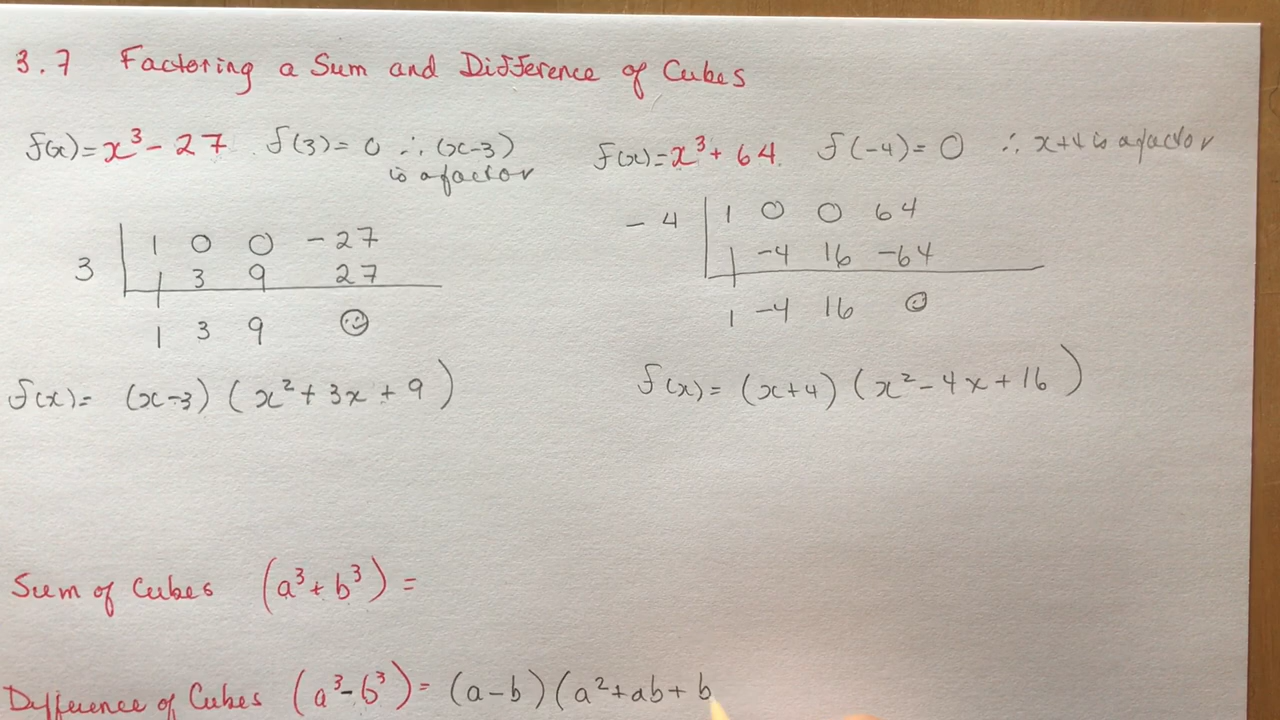 3.7 Factoring a Sum and Difference of Cubes
f(x)= x³ - 27 f(3)= 0 ∴ (x-3)
is a factor
3 | 1 0 0 -27
1 3 9 27
1 3 9 ☺
f(x)= (x-3) (x² + 3x + 9)
f(x)= x³ + 64 f(-4)= 0 ∴ x+4 is a factor
-4 | 1 0 0 64
-4 16 -64
1 -4 16 ☺
f(x)= (x+4) (x² - 4x + 16)
Sum of Cubes (a³ + b³) =
Difference of Cubes (a³ - b³) = (a-b) (a² + ab + b